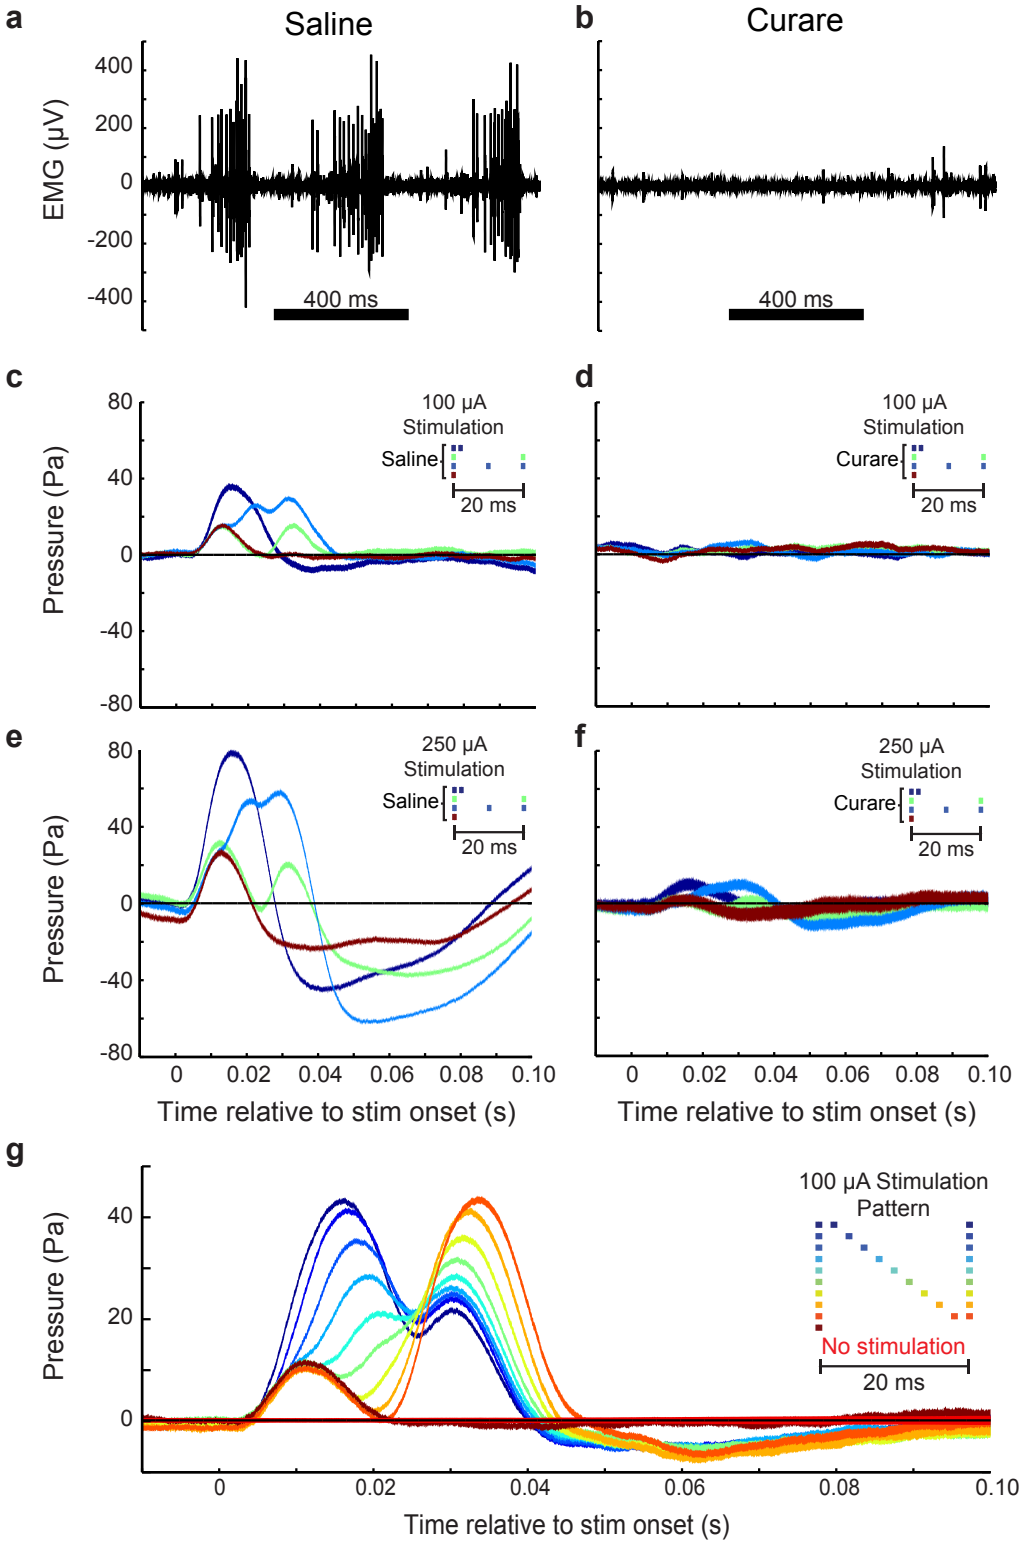 a
Saline
b
Curare
EMG (µV)
400
200
0
-200
-400
400 ms
400 ms
c
Pressure (Pa)
80
40
0
-40
-80
100 µA
Stimulation
Saline
20 ms
d
100 µA
Stimulation
Curare
20 ms
e
Pressure (Pa)
80
40
0
-40
-80
250 µA
Stimulation
Saline
20 ms
0 0.02 0.04 0.06 0.08 0.10
Time relative to stim onset (s)
f
250 µA
Stimulation
Curare
20 ms
0 0.02 0.04 0.06 0.08 0.10
Time relative to stim onset (s)
g
Pressure (Pa)
40
20
0
100 µA Stimulation
Pattern
No stimulation
20 ms
0 0.02 0.04 0.06 0.08 0.10
Time relative to stim onset (s)